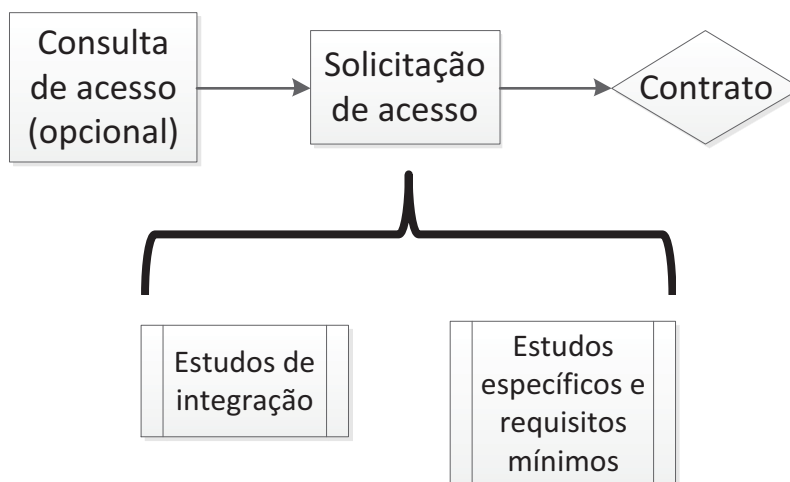 Consulta
de acesso
(opcional)
Solicitação
de acesso
Contrato
Estudos de
integração
Estudos
específicos e
requisitos
mínimos